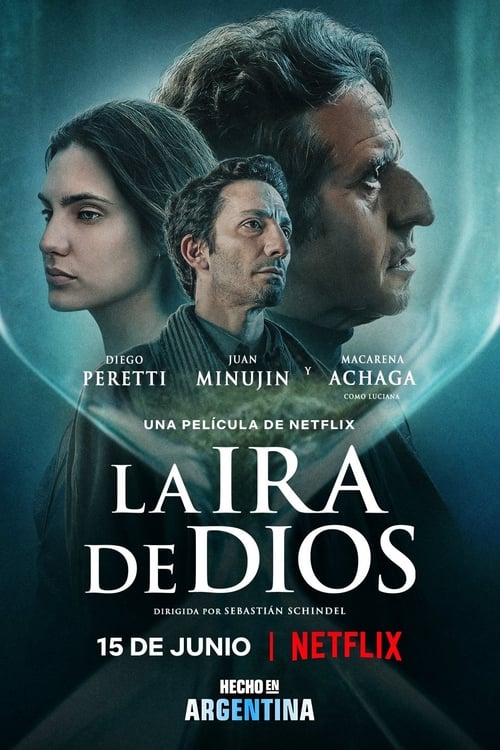 DIEGO
PERETTI
JUAN
MINUJIN
Y
MACARENA
ACHAGA
COMO LUCIANA
UNA PELÍCULA DE NETFLIX
LA IRA
DE DIOS
DIRIGIDA POR SEBASTIÁN SCHINDEL
15 DE JUNIO | NETFLIX
HECHO EN
ARGENTINA